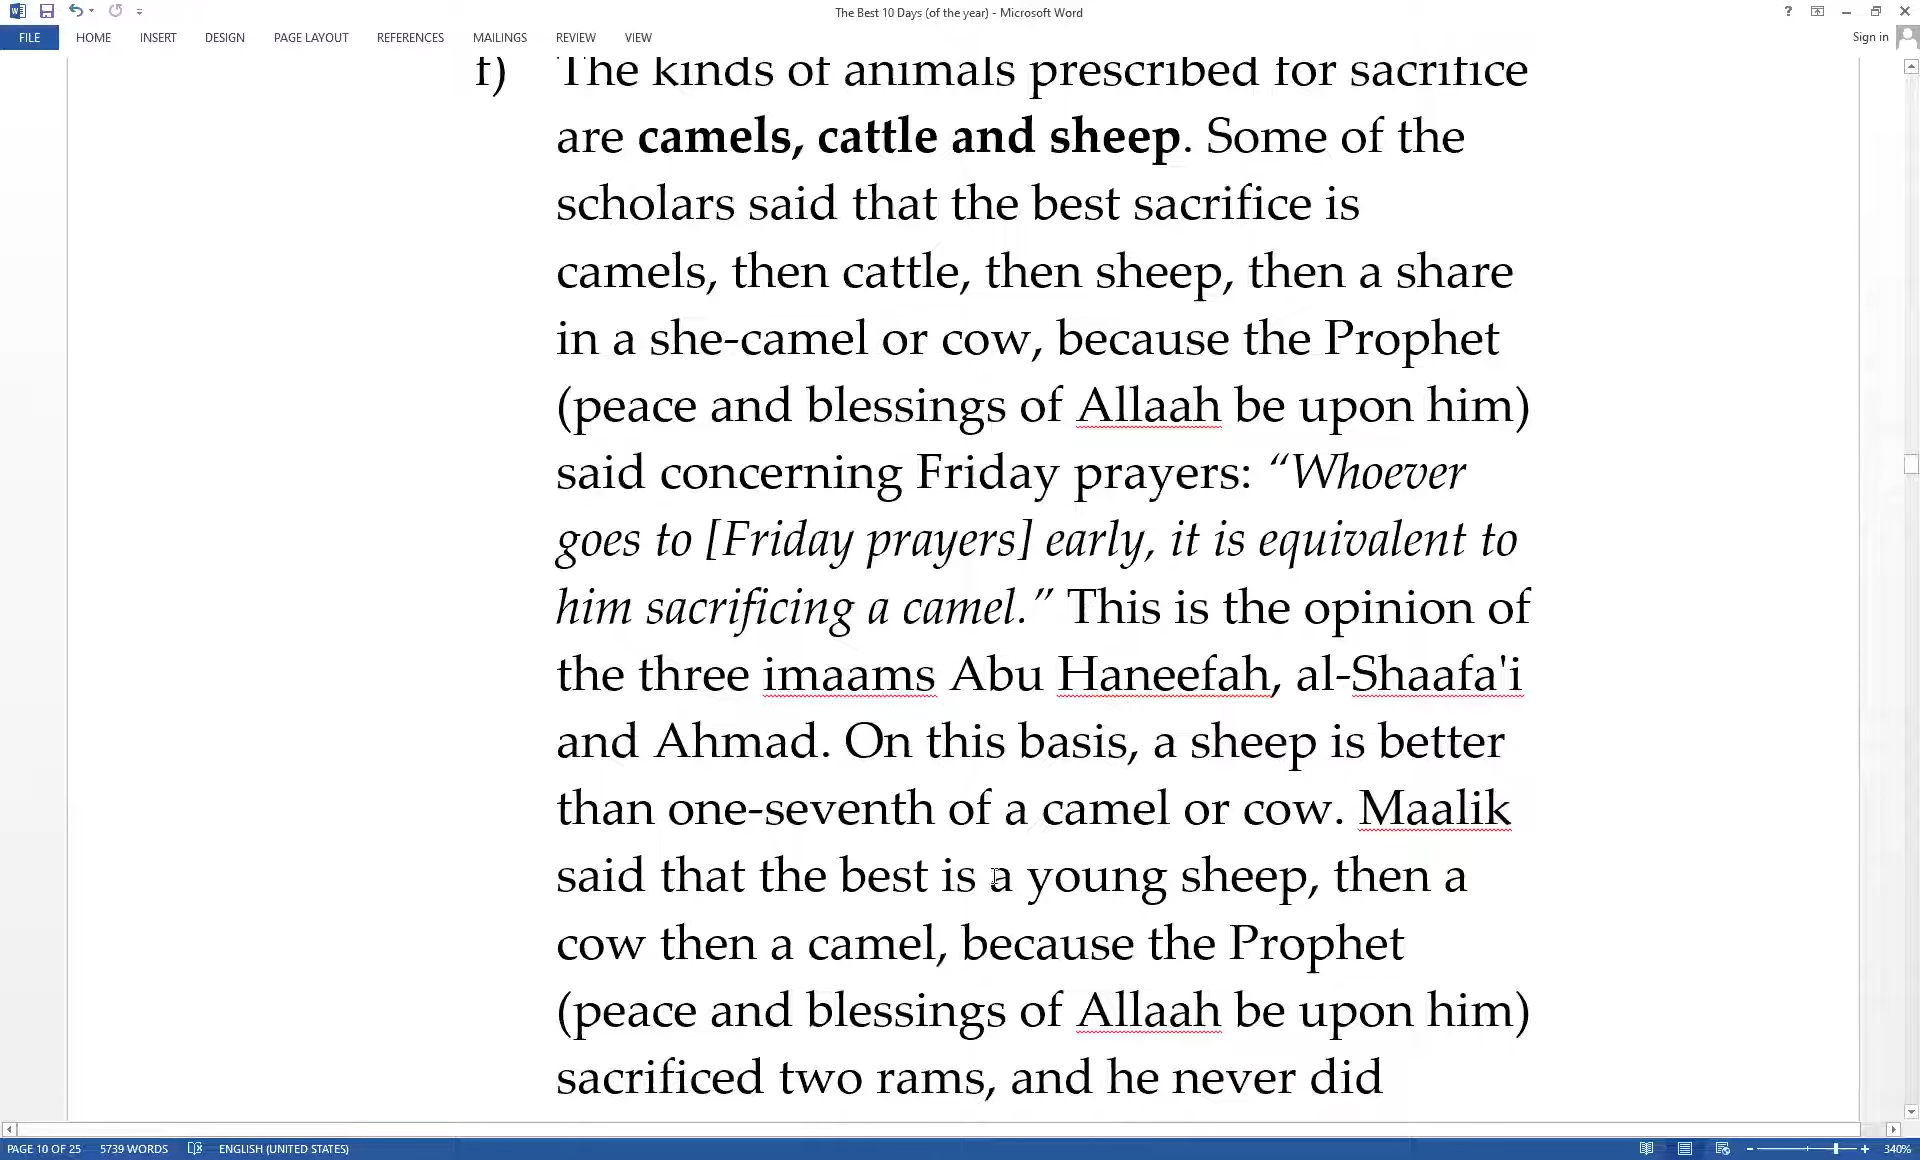 The Best 10 Days (of the year) - Microsoft Word
FILE HOME INSERT DESIGN PAGE LAYOUT REFERENCES MAILINGS REVIEW VIEW Sign in
f) The kinds of animals prescribed for sacrifice
are camels, cattle and sheep. Some of the
scholars said that the best sacrifice is
camels, then cattle, then sheep, then a share
in a she-camel or cow, because the Prophet
(peace and blessings of Allaah be upon him)
said concerning Friday prayers: “Whoever
goes to [Friday prayers] early, it is equivalent to
him sacrificing a camel.” This is the opinion of
the three imaams Abu Haneefah, al-Shaafa'i
and Ahmad. On this basis, a sheep is better
than one-seventh of a camel or cow. Maalik
said that the best is a young sheep, then a
cow then a camel, because the Prophet
(peace and blessings of Allaah be upon him)
sacrificed two rams, and he never did
PAGE 10 OF 25 5739 WORDS ENGLISH (UNITED STATES) 340%